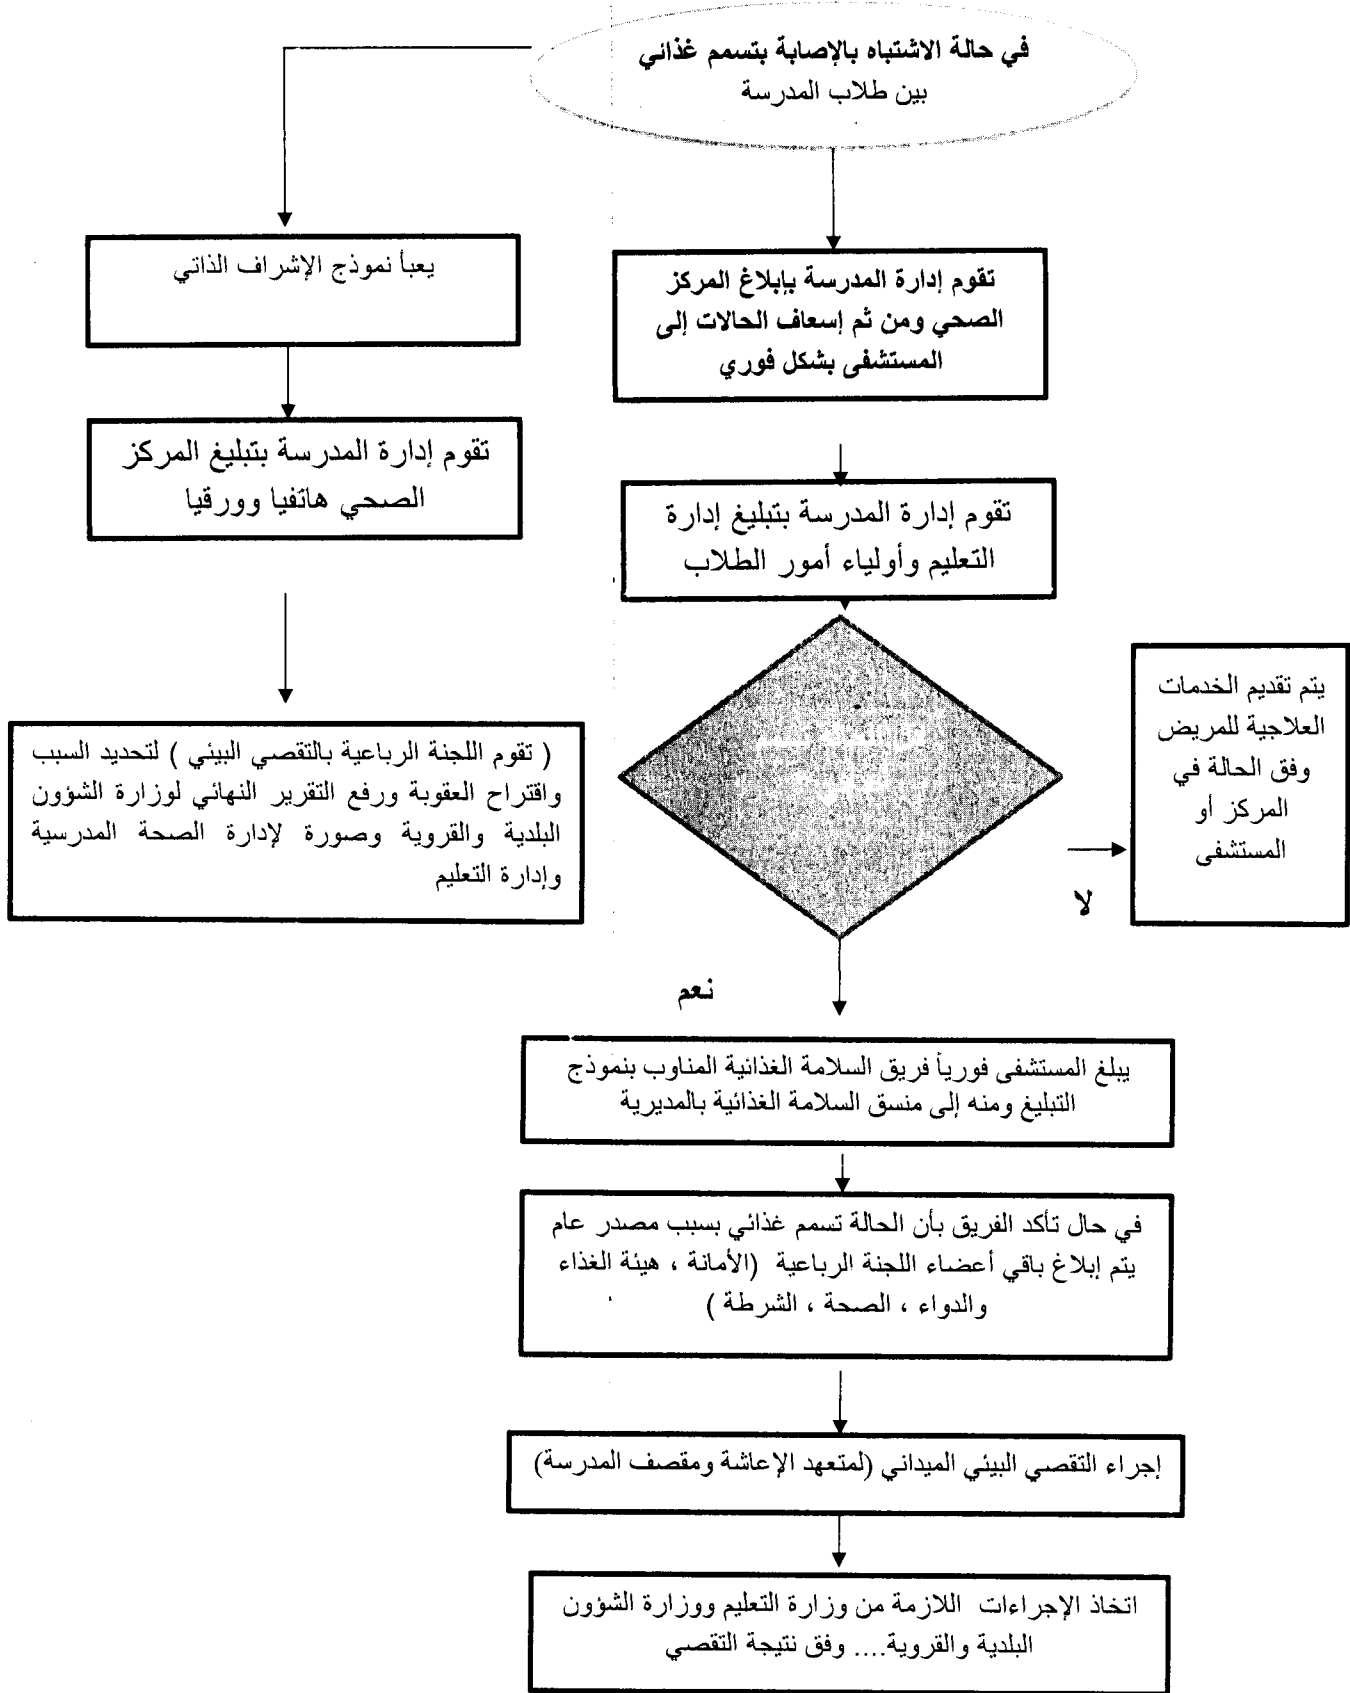 في حالة الاشتباه بالإصابة بتسمم غذائي
بين طلاب المدرسة
تقوم إدارة المدرسة بإبلاغ المركز
الصحي ومن ثم إسعاف الحالات إلى
المستشفى بشكل فوري
يعبأ نموذج الإشراف الذاتي
تقوم إدارة المدرسة بتبليغ المركز
الصحي هاتفيا وورقيا
تقوم إدارة المدرسة بتبليغ إدارة
التعليم وأولياء أمور الطلاب
يتم تقديم الخدمات
العلاجية للمريض
وفق الحالة في
المركز أو
المستشفى
( تقوم اللجنة الرباعية بالتقصي البيئي ) لتحديد السبب
واقتراح العقوبة ورفع التقرير النهائي لوزارة الشؤون
البلدية والقروية وصورة لإدارة الصحة المدرسية
وإدارة التعليم
لا
نعم
يبلغ المستشفى فورياً فريق السلامة الغذائية المناوب بنموذج
التبليغ ومنه إلى منسق السلامة الغذائية بالمديرية
في حال تأكد الفريق بأن الحالة تسمم غذائي بسبب مصدر عام
يتم إبلاغ باقي أعضاء اللجنة الرباعية (الأمانة ، هيئة الغذاء
والدواء ، الصحة ، الشرطة )
إجراء التقصي البيئي الميداني (لمتعهد الإعاشة ومقصف المدرسة)
اتخاذ الإجراءات اللازمة من وزارة التعليم ووزارة الشؤون
البلدية والقروية.... وفق نتيجة التقصي